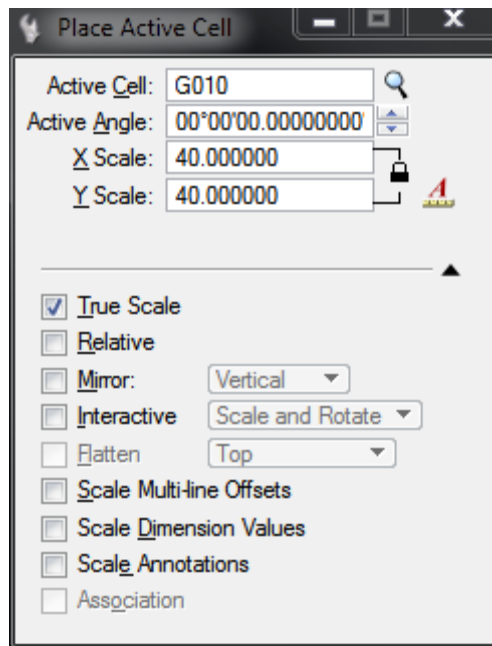 Place Active Cell
Active Cell: G010
Active Angle: 00°00'00.00000000'
X Scale: 40.000000
Y Scale: 40.000000
A
True Scale
Relative
Mirror: Vertical
Interactive Scale and Rotate
Flatten Top
Scale Multi-line Offsets
Scale Dimension Values
Scale Annotations
Association